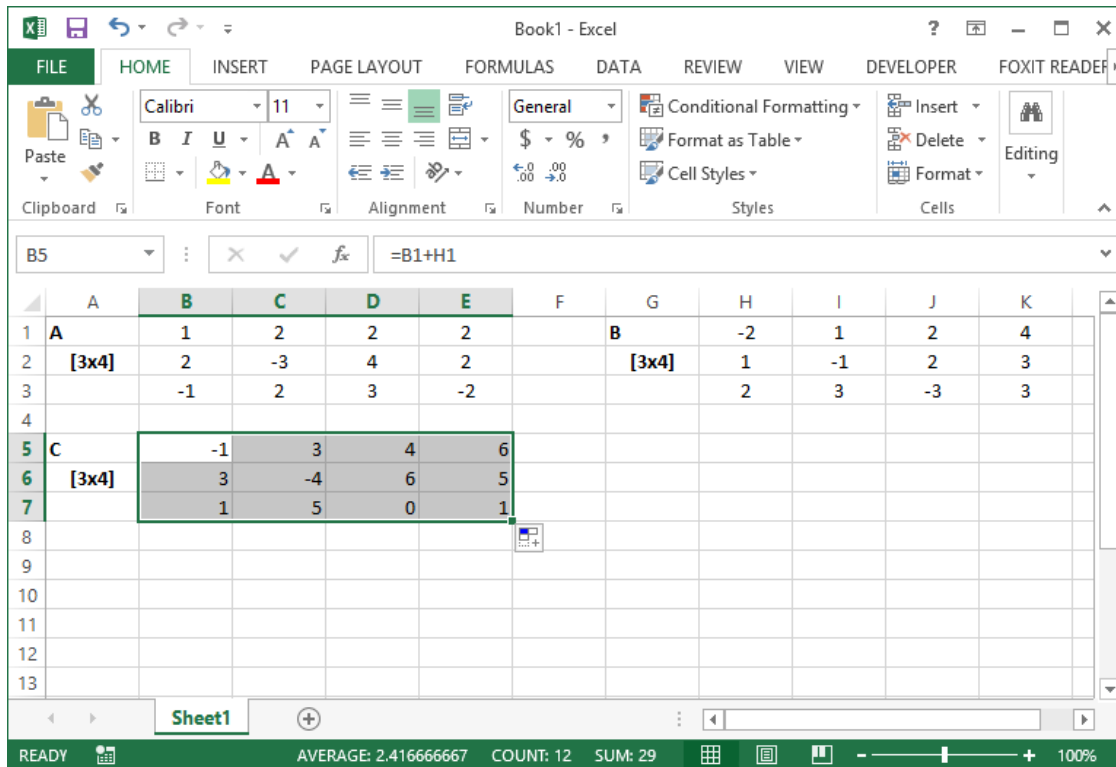 Book1 - Excel ?
FILE HOME INSERT PAGE LAYOUT FORMULAS DATA REVIEW VIEW DEVELOPER FOXIT READER
Paste
Calibri 11
B I U A A
A
General
$ % ,
.0 .00
.00 .0
Conditional Formatting
Format as Table
Cell Styles
Insert
Delete
Format
Editing
Clipboard Font Alignment Number Styles Cells
B5 fx =B1+H1
A B C D E F G H I J K
1 A 1 2 2 2 B -2 1 2 4
2 [3x4] 2 -3 4 2 [3x4] 1 -1 2 3
3 -1 2 3 -2 2 3 -3 3
4
5 C -1 3 4 6
6 [3x4] 3 -4 6 5
7 1 5 0 1
8
9
10
11
12
13
Sheet1
READY AVERAGE: 2.416666667 COUNT: 12 SUM: 29 - + 100%